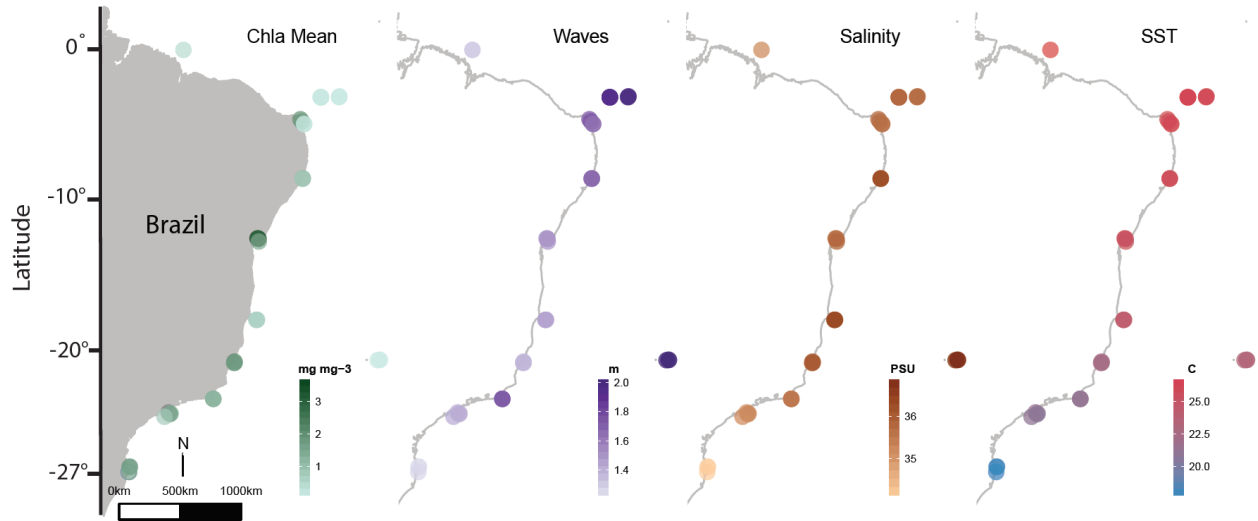 Chla Mean
Waves
Salinity
SST
0°
-10°
-20°
-27°
Latitude
Brazil
N
0km 500km 1000km
mg mg−3
3
2
1
m
2.0
1.8
1.6
1.4
PSU
36
35
C
25.0
22.5
20.0